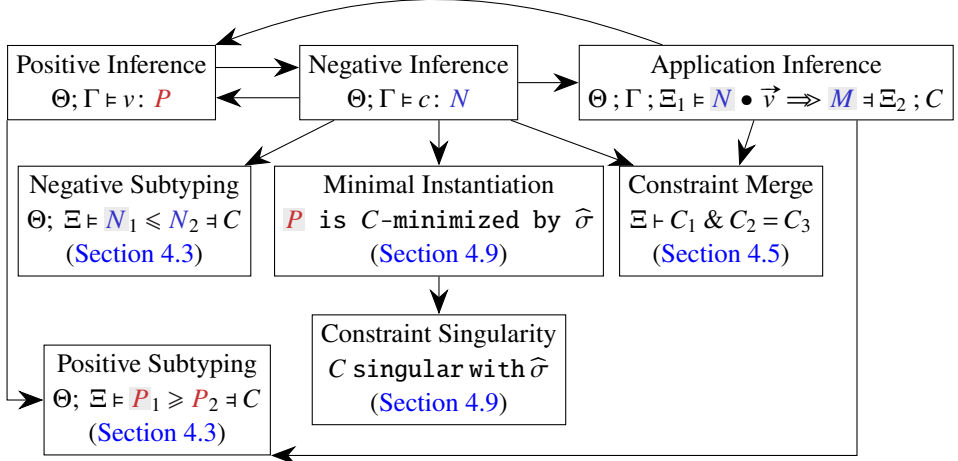 Positive Inference
Θ; Γ ⊨ v: P
Negative Inference
Θ; Γ ⊨ c: N
Application Inference
Θ ; Γ ; Ξ₁ ⊨ N • v⃗ ⇒⇒ M ⫤ Ξ₂ ; C
Negative Subtyping
Θ; Ξ ⊨ N₁ ⩽ N₂ ⫤ C
(Section 4.3)
Minimal Instantiation
P is C-minimized by σ̂
(Section 4.9)
Constraint Merge
Ξ ⊢ C₁ & C₂ = C₃
(Section 4.5)
Constraint Singularity
C singular with σ̂
(Section 4.9)
Positive Subtyping
Θ; Ξ ⊨ P₁ ⩾ P₂ ⫤ C
(Section 4.3)